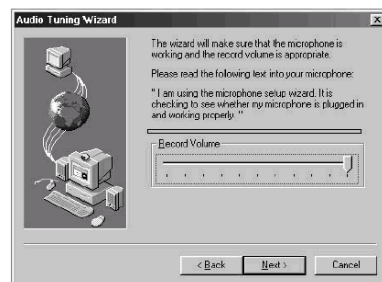 Audio Tuning Wizard
The wizard will make sure that the microphone is
working and the record volume is appropriate.
Please read the following text into your microphone:
" I am using the microphone setup wizard. It is
checking to see whether my microphone is plugged in
and working properly. "
Record Volume
< Back
Next >
Cancel